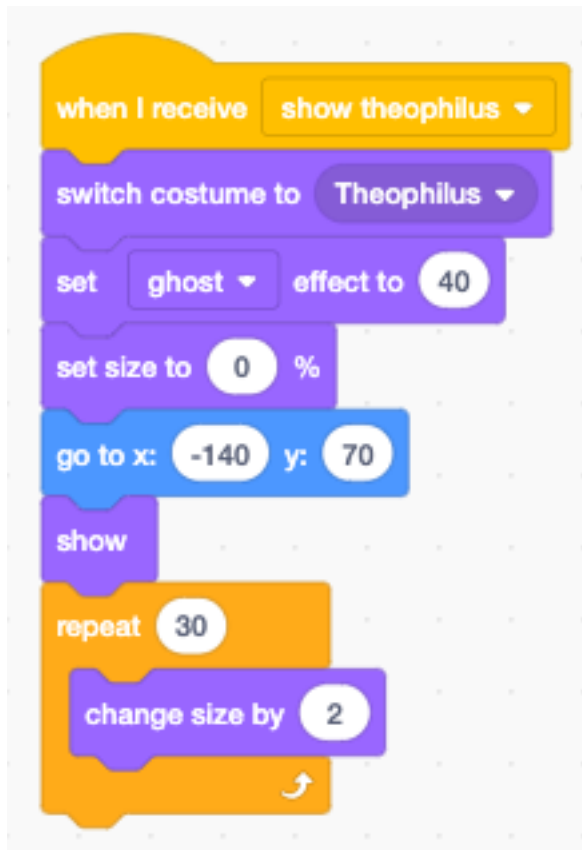 when I receive show theophilus
switch costume to Theophilus
set ghost effect to 40
set size to 0 %
go to x: -140 y: 70
show
repeat 30
change size by 2